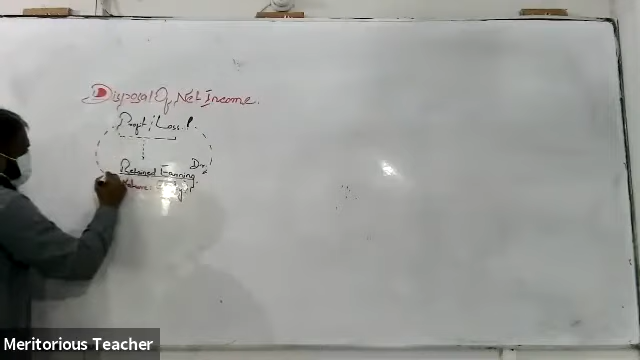 Disposal Of Net Income.
Profit / Loss
Dr.
Retained Earning
Meritorious Teacher